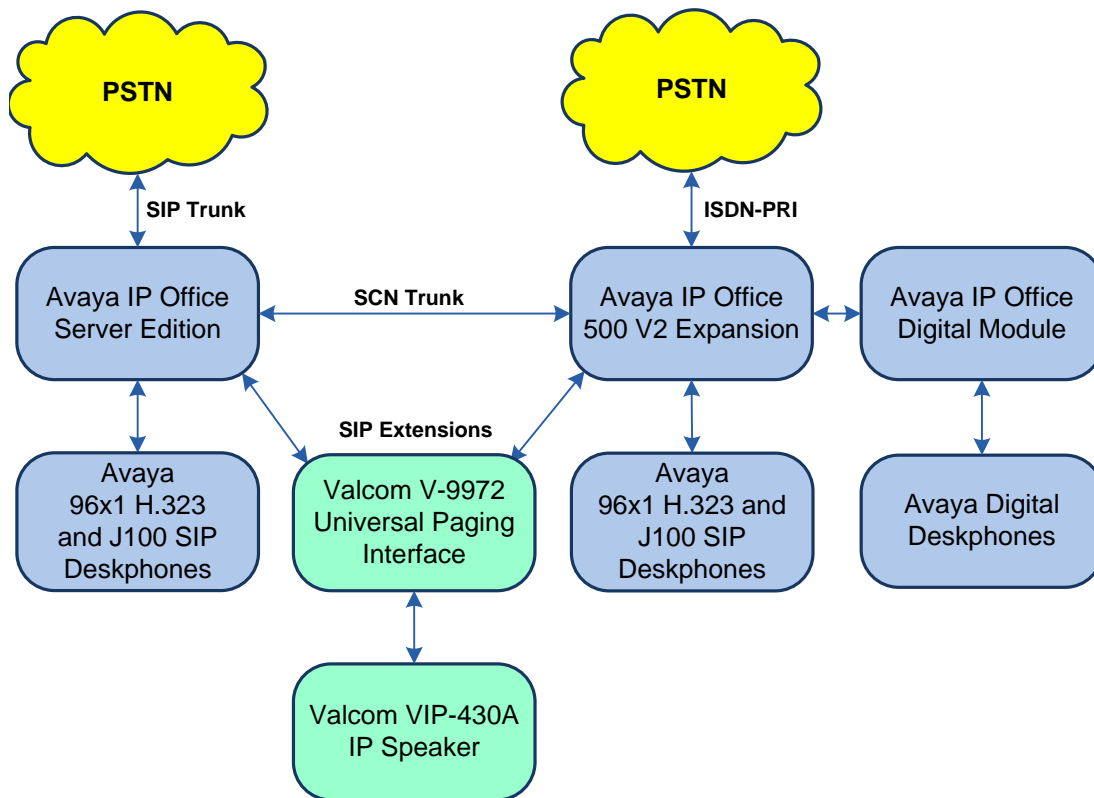 PSTN
PSTN
SIP Trunk
ISDN-PRI
Avaya IP Office
Server Edition
SCN Trunk
Avaya IP Office
500 V2 Expansion
Avaya IP Office
Digital Module
SIP Extensions
Avaya
96x1 H.323
and J100 SIP
Deskphones
Valcom V-9972
Universal Paging
Interface
Avaya
96x1 H.323 and
J100 SIP
Deskphones
Avaya Digital
Deskphones
Valcom VIP-430A
IP Speaker